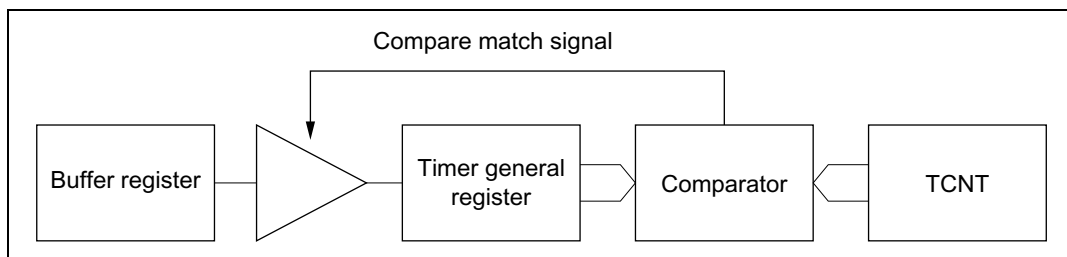 Compare match signal
Buffer register
Timer general
register
Comparator
TCNT